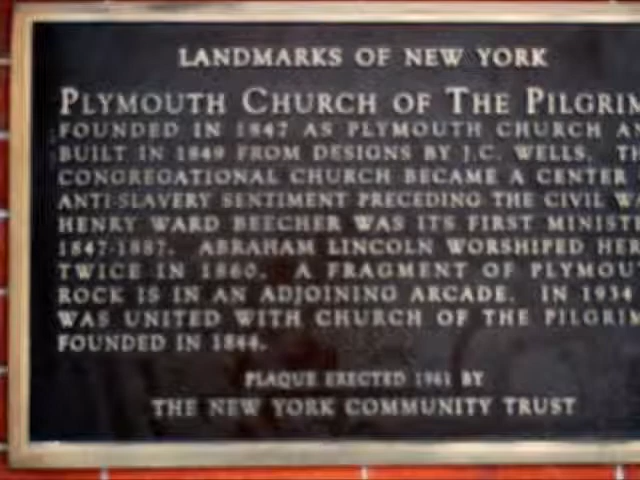 LANDMARKS OF NEW YORK
PLYMOUTH CHURCH OF THE PILGRIM
FOUNDED IN 1847 AS PLYMOUTH CHURCH A
BUILT IN 1849 FROM DESIGNS BY J.C. WELLS. TH
CONGREGATIONAL CHURCH BECAME A CENTER
ANTI-SLAVERY SENTIMENT PRECEDING THE CIVIL WA
HENRY WARD BEECHER WAS ITS FIRST MINISTE
1847-1887. ABRAHAM LINCOLN WORSHIPED HER
TWICE IN 1860. A FRAGMENT OF PLYMOUT
ROCK IS IN AN ADJOINING ARCADE. IN 1934
WAS UNITED WITH CHURCH OF THE PILGRIM
FOUNDED IN 1844.
PLAQUE ERECTED 1961 BY
THE NEW YORK COMMUNITY TRUST